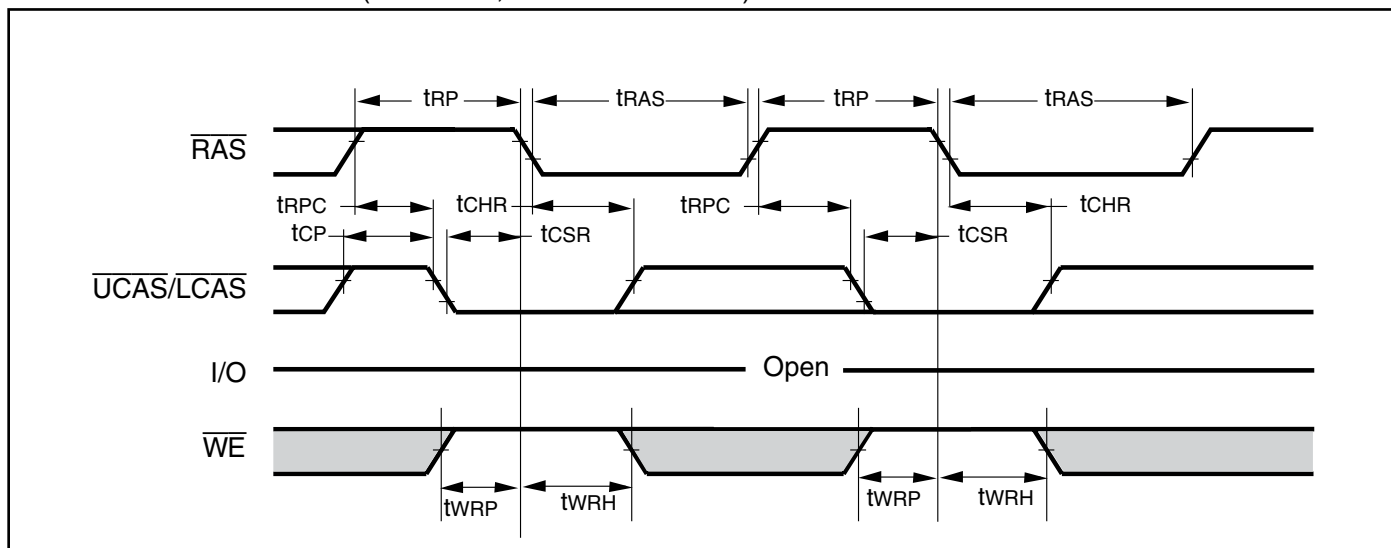 tRP tRAS tRP tRAS
RAS
tRPC tCHR tRPC tCHR
tCP tCSR tCSR
UCAS/LCAS
I/O Open
WE
tWRP tWRH tWRP tWRH